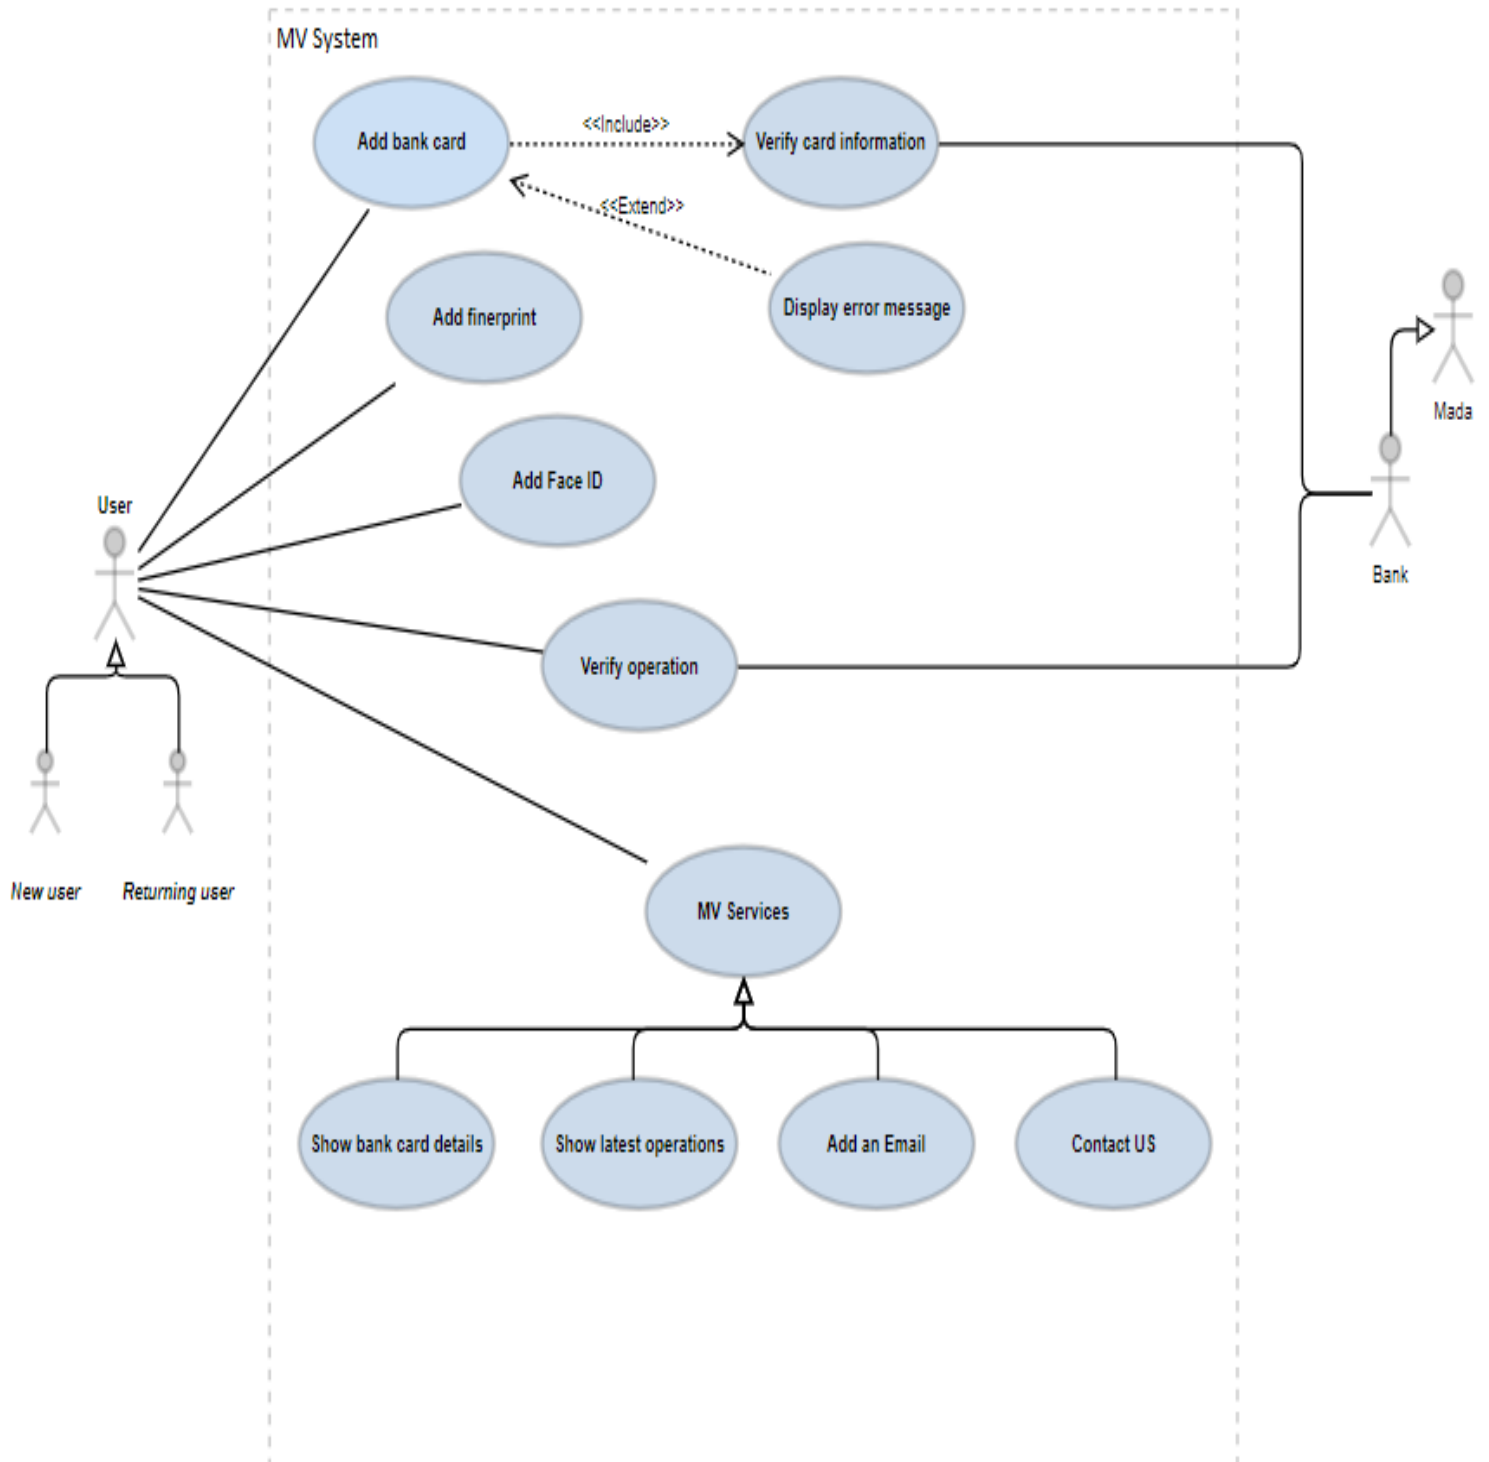 MV System
Add bank card
<<Include>>
Verify card information
<<Extend>>
Display error message
Add finerprint
Add Face ID
User
Mada
Bank
Verify operation
New user
Returning user
MV Services
Show bank card details
Show latest operations
Add an Email
Contact US